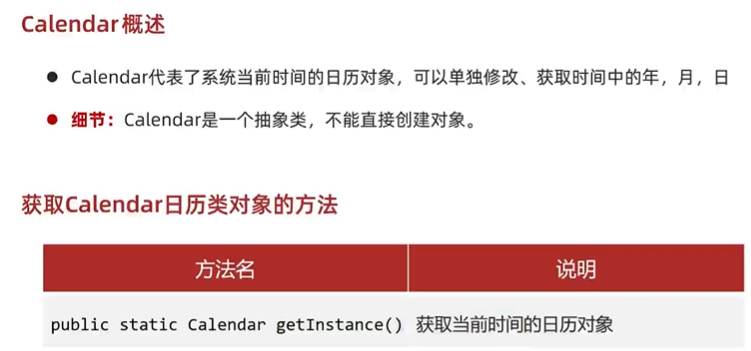 Calendar概述
● Calendar代表了系统当前时间的日历对象，可以单独修改、获取时间中的年，月，日
● 细节：Calendar是一个抽象类，不能直接创建对象。
获取Calendar日历类对象的方法
方法名 说明
public static Calendar getInstance() 获取当前时间的日历对象